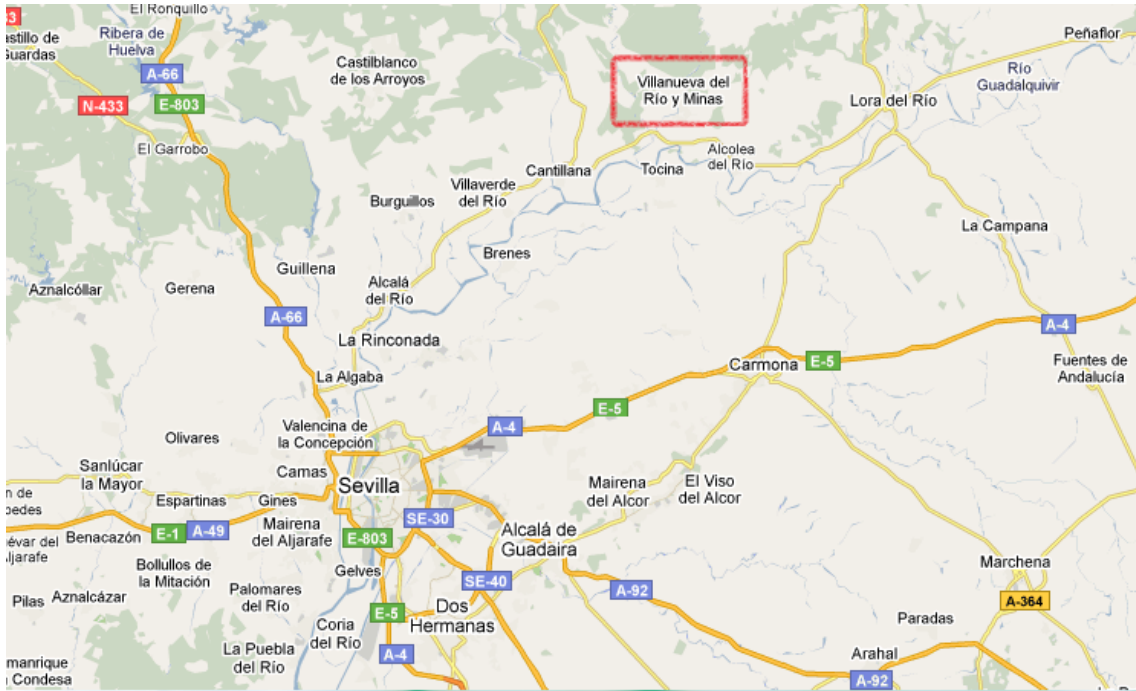 El Ronquillo
Peñaflor
Ribera de
Huelva
Castilblanco
de los Arroyos
Villanueva del
Río y Minas
Río
Guadalquivir
A-66
N-433
E-803
Lora del Río
El Garrobo
Alcolea
del Río
Cantillana
Tocina
Villaverde
del Río
Burguillos
La Campana
Brenes
Guillena
Aznalcóllar
Gerena
Alcalá
del Río
A-66
A-4
La Rinconada
Carmona
E-5
Fuentes de
Andalucía
La Algaba
E-5
A-4
Valencina de
la Concepción
Olivares
Sanlúcar
la Mayor
Camas
Sevilla
Mairena
del Alcor
El Viso
del Alcor
Espartinas
Gines
SE-30
Mairena
del Aljarafe
E-803
Alcalá de
Guadaira
Benacazón
E-1
A-49
Bollullos de
la Mitación
Gelves
SE-40
Marchena
A-92
A-364
Pilas
Aznalcázar
Palomares
del Río
E-5
Dos
Hermanas
Paradas
Coria
del Río
La Puebla
del Río
A-4
Arahal
A-92